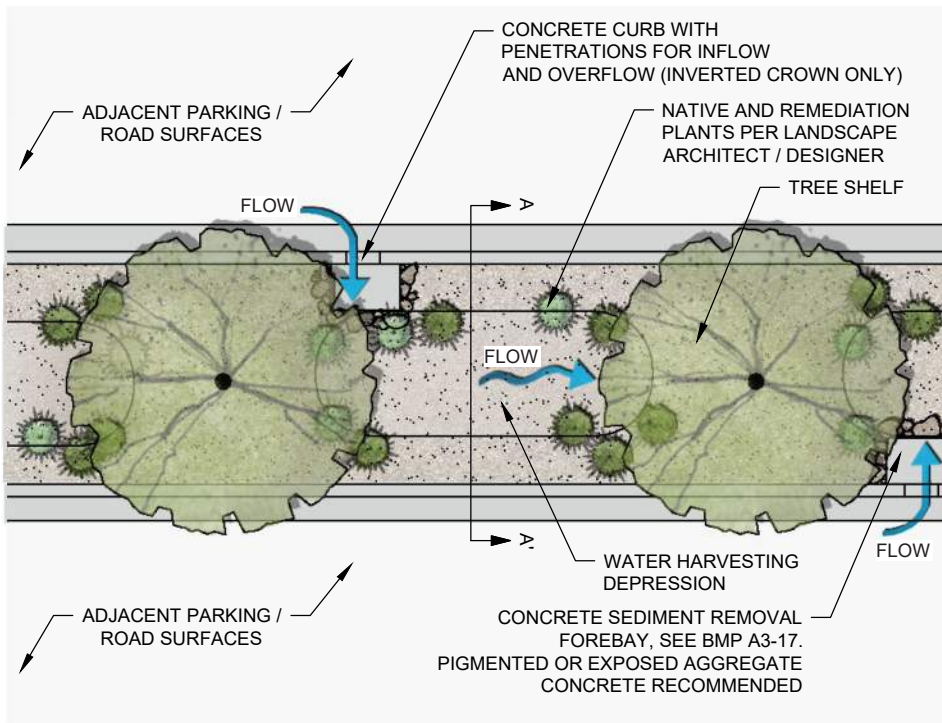 CONCRETE CURB WITH
PENETRATIONS FOR INFLOW
AND OVERFLOW (INVERTED CROWN ONLY)
ADJACENT PARKING /
ROAD SURFACES
NATIVE AND REMEDIATION
PLANTS PER LANDSCAPE
ARCHITECT / DESIGNER
TREE SHELF
FLOW
A
FLOW
A'
FLOW
WATER HARVESTING
DEPRESSION
ADJACENT PARKING /
ROAD SURFACES
CONCRETE SEDIMENT REMOVAL
FOREBAY, SEE BMP A3-17.
PIGMENTED OR EXPOSED AGGREGATE
CONCRETE RECOMMENDED